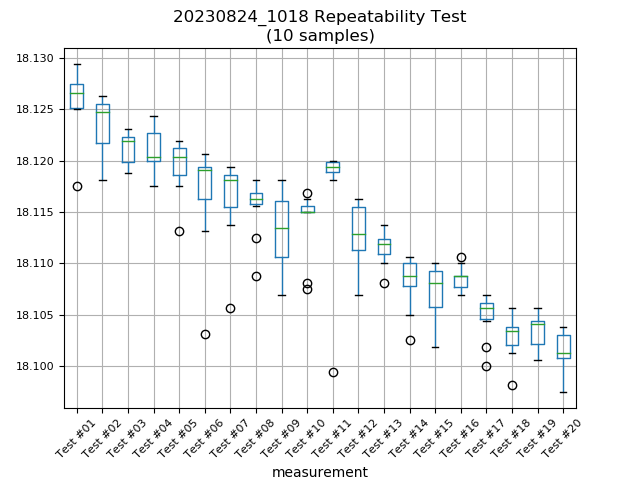 20230824_1018 Repeatability Test
(10 samples)
18.130
18.125
18.120
18.115
18.110
18.105
18.100
Test #01
Test #02
Test #03
Test #04
Test #05
Test #06
Test #07
Test #08
Test #09
Test #10
Test #11
Test #12
Test #13
Test #14
Test #15
Test #16
Test #17
Test #18
Test #19
Test #20
measurement